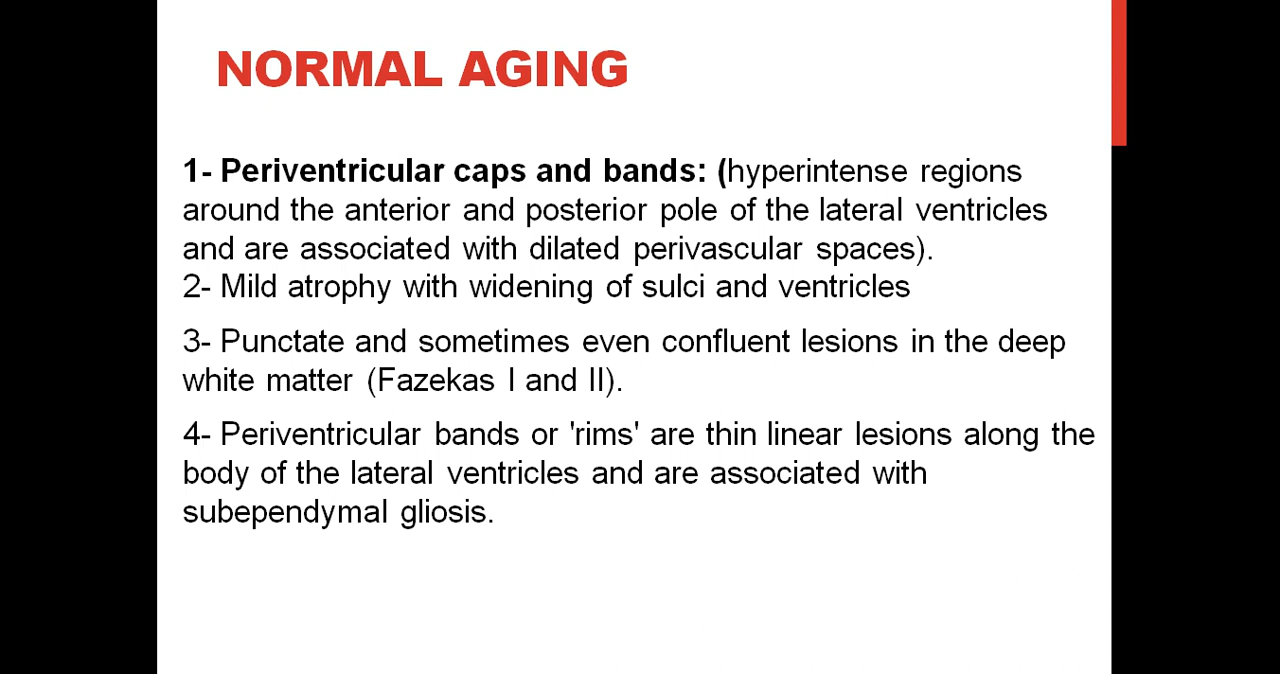 NORMAL AGING
1- Periventricular caps and bands: (hyperintense regions
around the anterior and posterior pole of the lateral ventricles
and are associated with dilated perivascular spaces).
2- Mild atrophy with widening of sulci and ventricles
3- Punctate and sometimes even confluent lesions in the deep
white matter (Fazekas I and II).
4- Periventricular bands or 'rims' are thin linear lesions along the
body of the lateral ventricles and are associated with
subependymal gliosis.